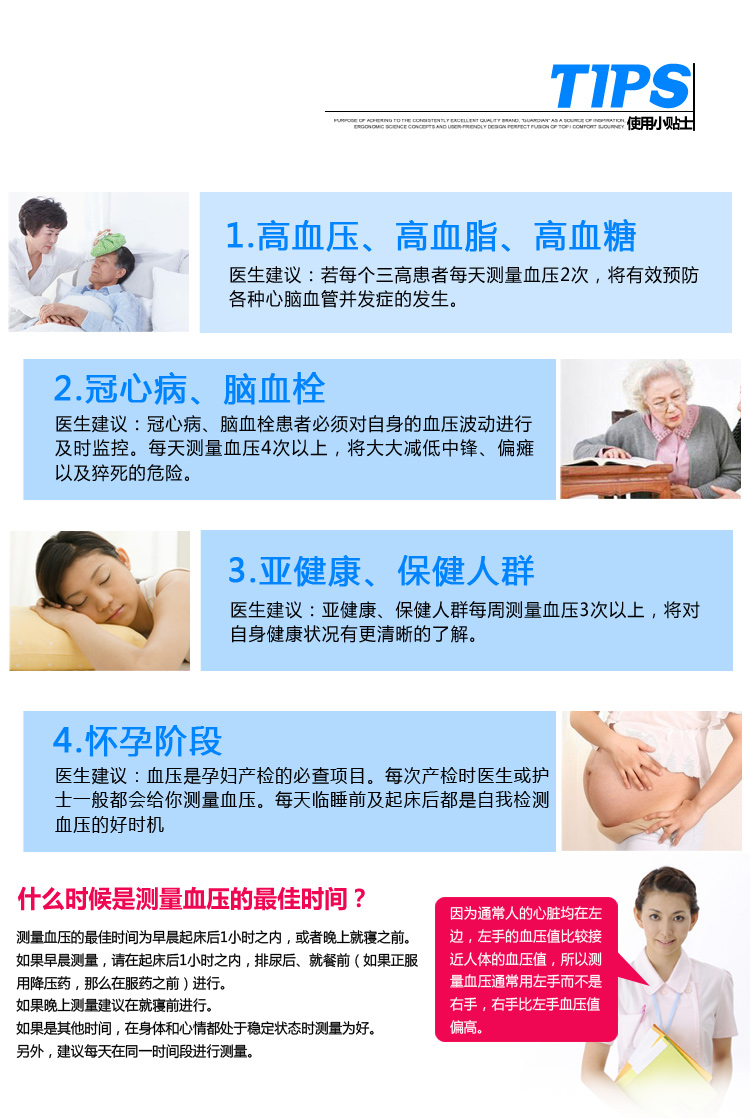 TIPS
PURPOSE OF ADHERING TO THE CONSISTENTLY EXCELLENT QUALITY BRAND, "GUARDIAN" AS A SOURCE OF INSPIRATION,
ERGONOMIC SCIENCE CONCEPTS AND USER-FRIENDLY DESIGN PERFECT FUSION OF TOP / COMFORT SJOURNEY.
使用小贴士
1.高血压、高血脂、高血糖
医生建议：若每个三高患者每天测量血压2次，将有效预防
各种心脑血管并发症的发生。
2.冠心病、脑血栓
医生建议：冠心病、脑血栓患者必须对自身的血压波动进行
及时监控。每天测量血压4次以上，将大大减低中锋、偏瘫
以及猝死的危险。
3.亚健康、保健人群
医生建议：亚健康、保健人群每周测量血压3次以上，将对
自身健康状况有更清晰的了解。
4.怀孕阶段
医生建议：血压是孕妇产检的必查项目。每次产检时医生或护
士一般都会给你测量血压。每天临睡前及起床后都是自我检测
血压的好时机
什么时候是测量血压的最佳时间？
测量血压的最佳时间为早晨起床后1小时之内，或者晚上就寝之前。
如果早晨测量，请在起床后1小时之内，排尿后、就餐前（如果正服
用降压药，那么在服药之前）进行。
如果晚上测量建议在就寝前进行。
如果是其他时间，在身体和心情都处于稳定状态时测量为好。
另外，建议每天在同一时间段进行测量。
因为通常人的心脏均在左
边，左手的血压值比较接
近人体的血压值，所以测
量血压通常用左手而不是
右手，右手比左手血压值
偏高。